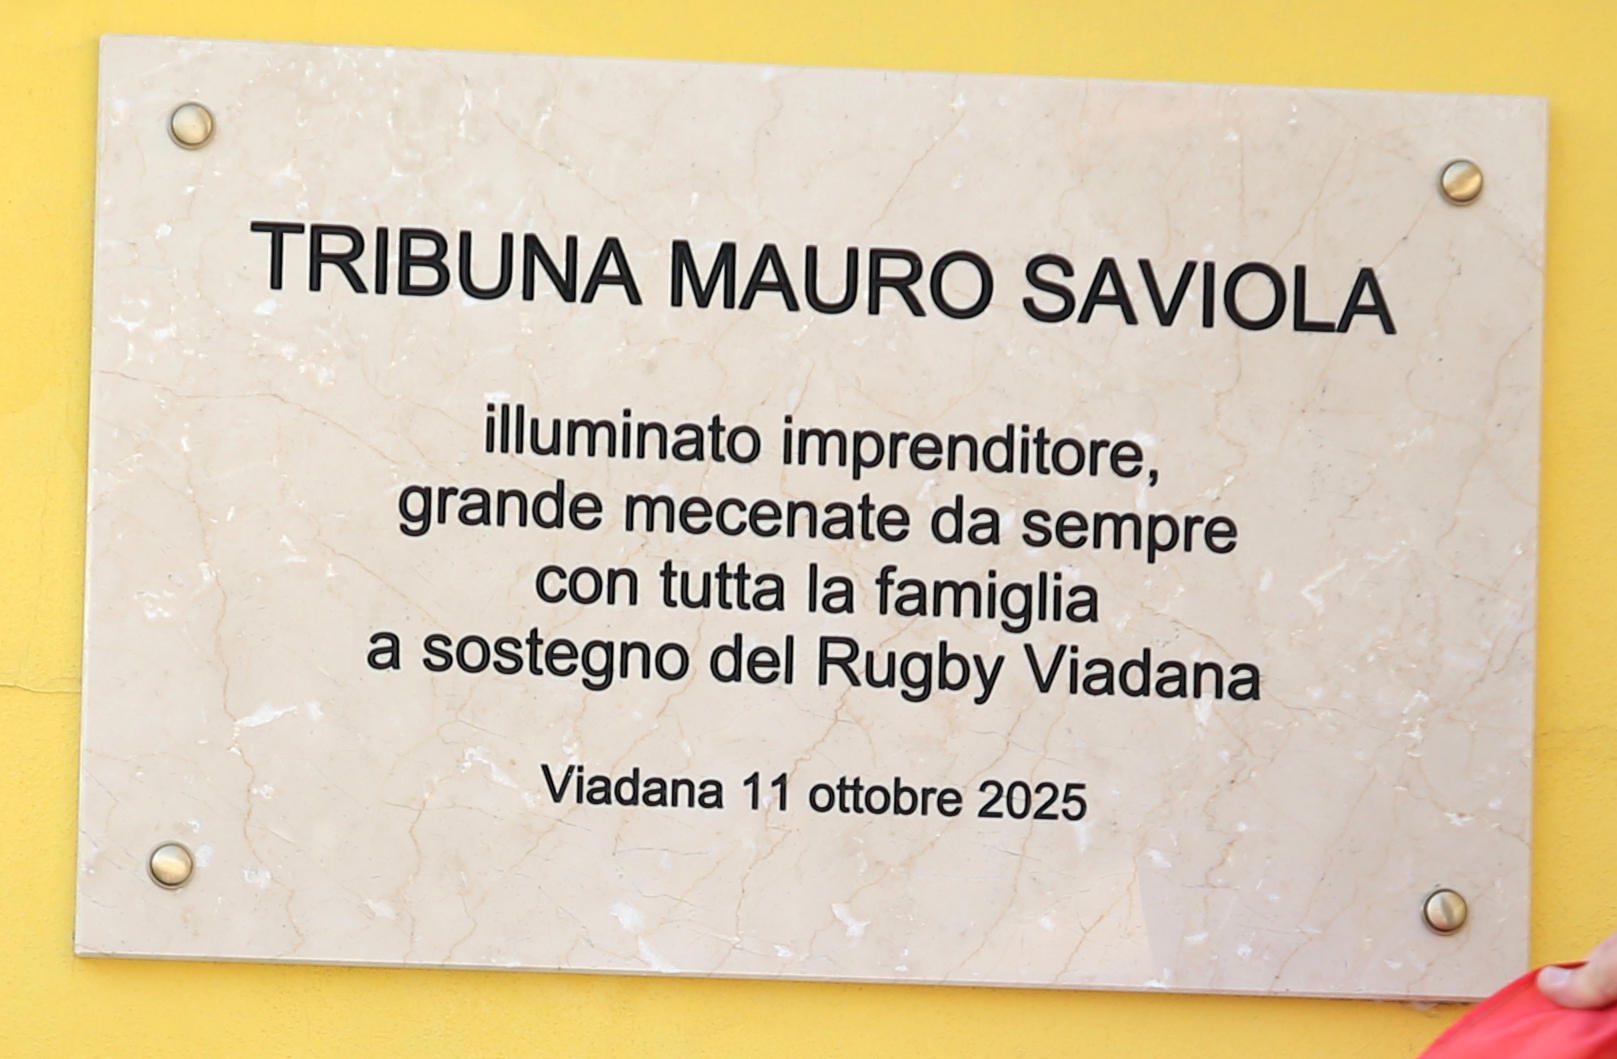 TRIBUNA MAURO SAVIOLA
illuminato imprenditore,
grande mecenate da sempre
con tutta la famiglia
a sostegno del Rugby Viadana
Viadana 11 ottobre 2025